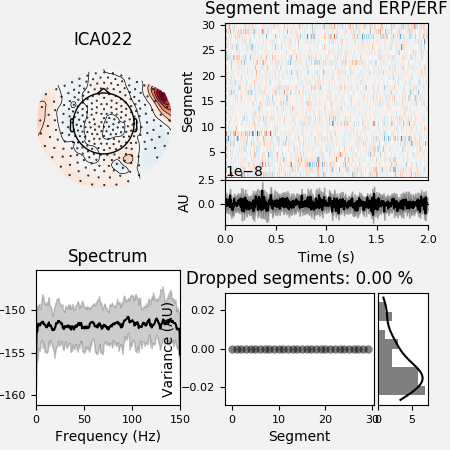 Segment image and ERP/ERF
ICA022
30
25
20
15
10
5
Segment
1e−8
2.5
0.0
AU
0.0 0.5 1.0 1.5 2.0
Time (s)
Spectrum
−150
−155
−160
0 50 100 150
Frequency (Hz)
Dropped segments: 0.00 %
0.02
0.00
−0.02
Variance (AU)
0 10 20 30
Segment
0 5